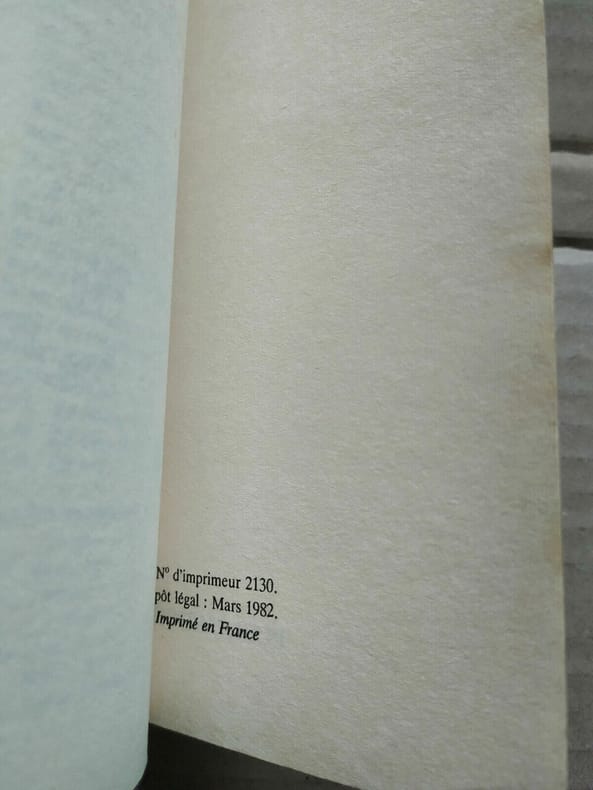 N° d'imprimeur 2130.
pôt légal : Mars 1982.
Imprimé en France